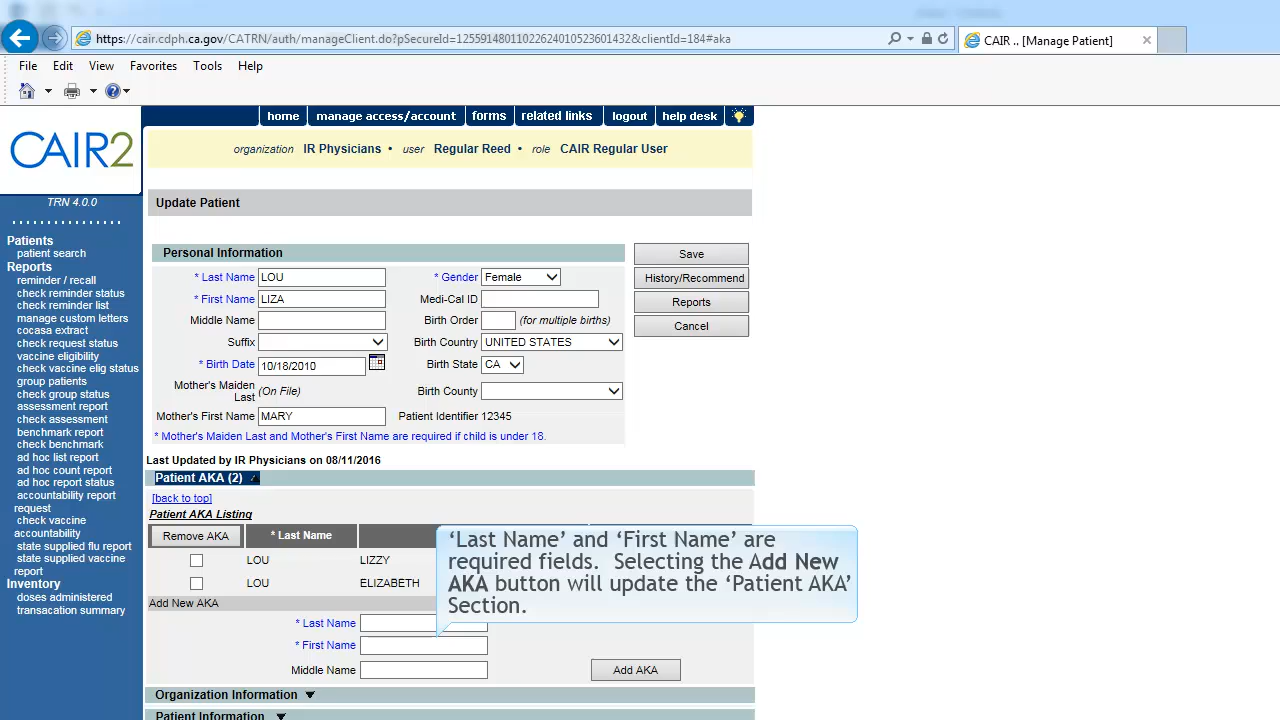 https://cair.cdph.ca.gov/CATRN/auth/manageClient.do?pSecureId=12559148011022624010523601432&clientId=184#aka
CAIR .. [Manage Patient]
File Edit View Favorites Tools Help
home manage access/account forms related links logout help desk
CAIR2
organization IR Physicians • user Regular Reed • role CAIR Regular User
TRN 4.0.0
Update Patient
Patients
patient search
Reports
reminder / recall
check reminder status
check reminder list
manage custom letters
cocasa extract
check request status
vaccine eligibility
check vaccine elig status
group patients
check group status
assessment report
check assessment
benchmark report
check benchmark
ad hoc list report
ad hoc count report
ad hoc report status
accountability report
request
check vaccine
accountability
state supplied flu report
state supplied vaccine
report
Inventory
doses administered
transacation summary
Personal Information
* Last Name LOU
* First Name LIZA
Middle Name
Suffix
* Birth Date 10/18/2010
Mother's Maiden
Last (On File)
Mother's First Name MARY
* Gender Female
Medi-Cal ID
Birth Order (for multiple births)
Birth Country UNITED STATES
Birth State CA
Birth County
Patient Identifier 12345
* Mother's Maiden Last and Mother's First Name are required if child is under 18.
Save
History/Recommend
Reports
Cancel
Last Updated by IR Physicians on 08/11/2016
Patient AKA (2)
[back to top]
Patient AKA Listing
Remove AKA * Last Name
LOU LIZZY
LOU ELIZABETH
‘Last Name’ and ‘First Name’ are
required fields. Selecting the Add New
AKA button will update the ‘Patient AKA’
Section.
Add New AKA
* Last Name
* First Name
Middle Name
Add AKA
Organization Information
Patient Information